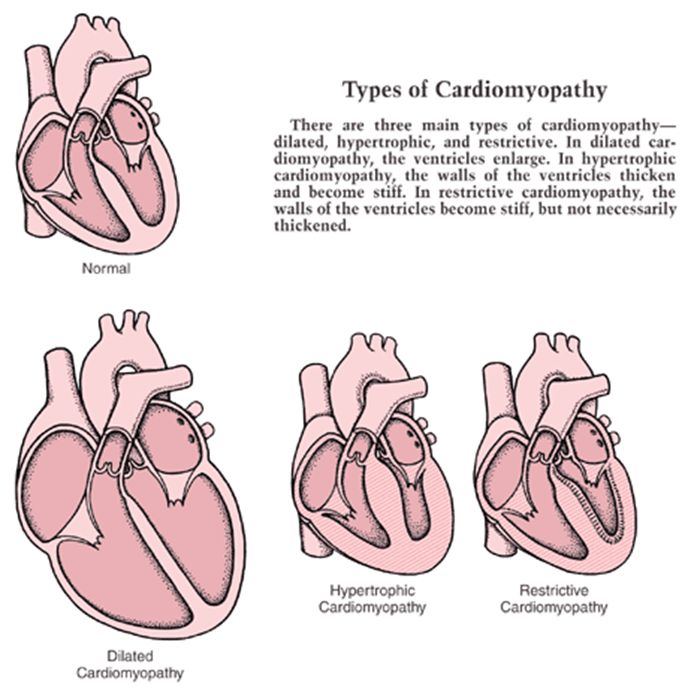 Types of Cardiomyopathy
There are three main types of cardiomyopathy—
dilated, hypertrophic, and restrictive. In dilated car-
diomyopathy, the ventricles enlarge. In hypertrophic
cardiomyopathy, the walls of the ventricles thicken
and become stiff. In restrictive cardiomyopathy, the
walls of the ventricles become stiff, but not necessarily
thickened.
Normal
Dilated
Cardiomyopathy
Hypertrophic
Cardiomyopathy
Restrictive
Cardiomyopathy